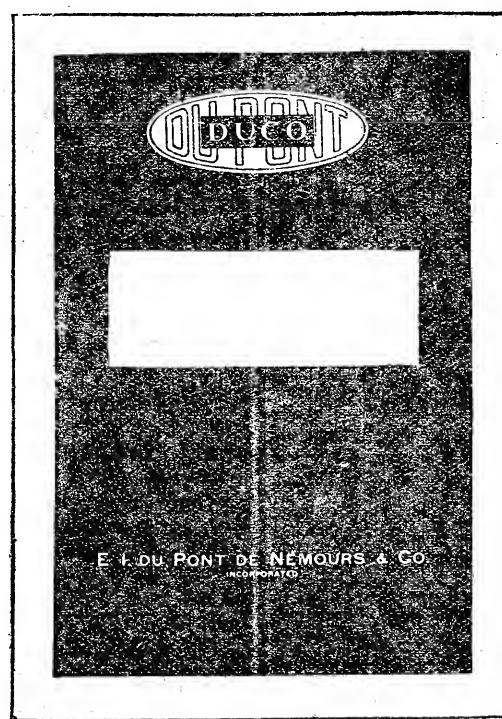 DU PONT
DUCO
E. I. DU PONT DE NEMOURS & CO.
INCORPORATED